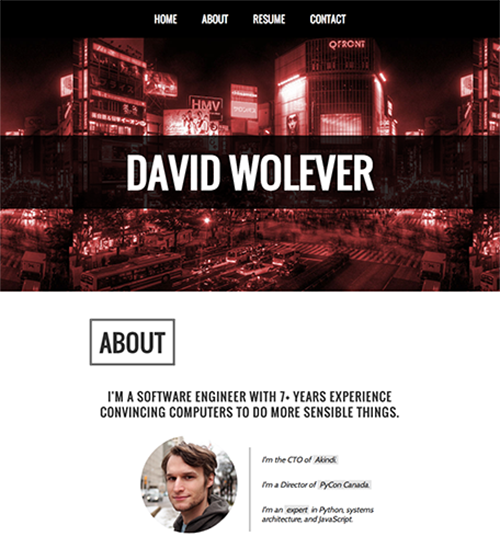 HOME ABOUT RESUME CONTACT
QFRONT
HMV
DAVID WOLEVER
ABOUT
I'M A SOFTWARE ENGINEER WITH 7+ YEARS EXPERIENCE
CONVINCING COMPUTERS TO DO MORE SENSIBLE THINGS.
I'm the CTO of Akindi.
I'm a Director of PyCon Canada.
I'm an expert in Python, systems
architecture, and JavaScript.